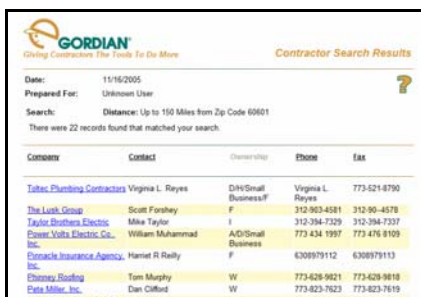 GORDIAN
Giving Contractors The Tools To Do More
Contractor Search Results
Date: 11/16/2005
Prepared For: Unknown User
?
Search: Distance: Up to 150 Miles from Zip Code 60601
There were 22 records found that matched your search.
Company Contact Ownership Phone Fax
Toltec Plumbing Contractors Virginia L. Reyes D/H/Small Virginia L. 773-521-8790
Business/F Reyes
The Lusk Group Scott Forshey F 312-903-4581 312-90--4578
Taylor Brothers Electric Mike Taylor I 312-394-7329 312-394-7337
Power Volts Electric Co., William Muhammad A/D/Small 773 434 1997 773 476 8109
Inc. Business
Pinnacle Insurance Agency, Harriet R Reilly F 6308979112 6308979113
Inc.
Phinney Roofing Tom Murphy W 773-628-9021 773-628-9818
Pete Miller, Inc. Dan Clifford W 773-823-7623 773-823-7619